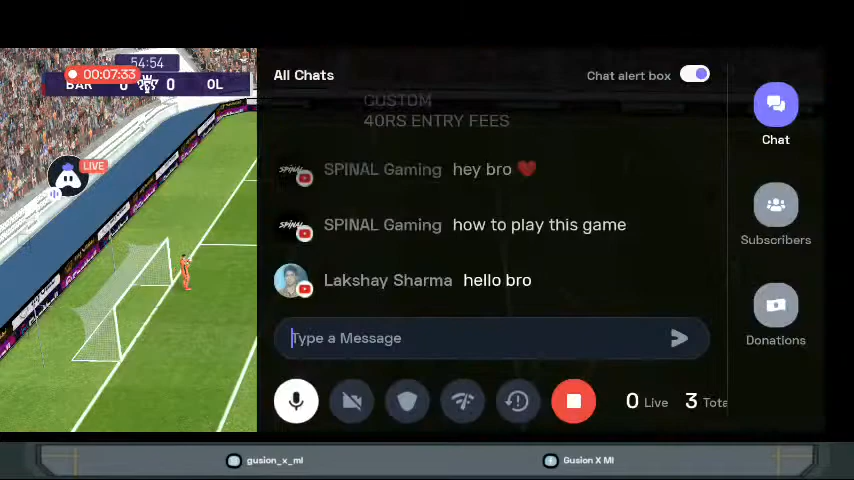 54:54
00:07:33
BAR 0 0 OL
LIVE
All Chats
Chat alert box
CUSTOM
40RS ENTRY FEES
SPINAL Gaming hey bro ❤️
SPINAL Gaming how to play this game
Lakshay Sharma hello bro
Type a Message
0 Live 3 Tota
Chat
Subscribers
Donations
gusion_x_ml
Gusion X Ml